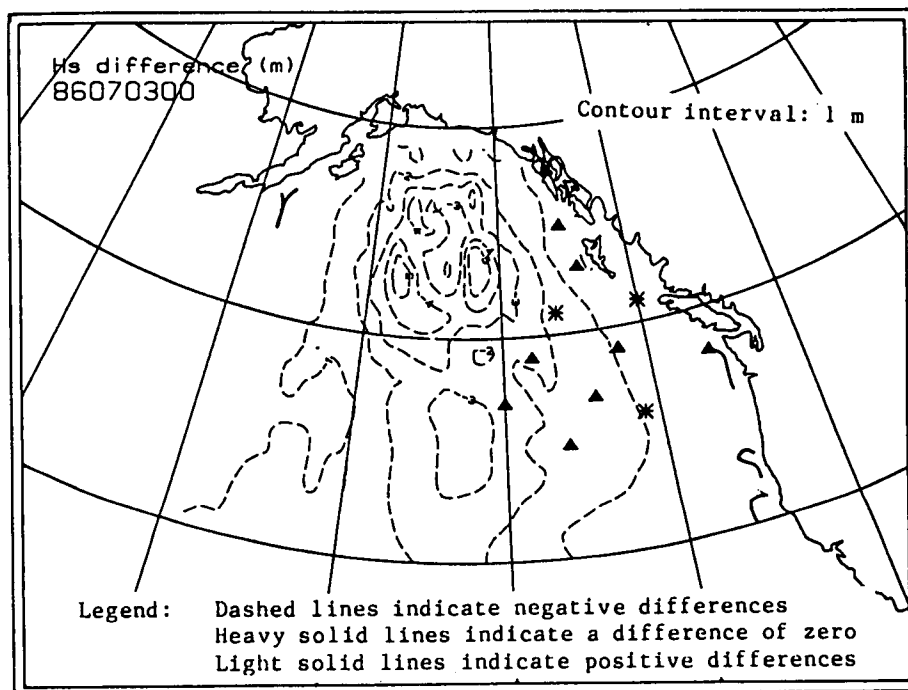 Hs difference (m)
86070300
Contour interval: 1 m
-3
Legend: Dashed lines indicate negative differences
Heavy solid lines indicate a difference of zero
Light solid lines indicate positive differences